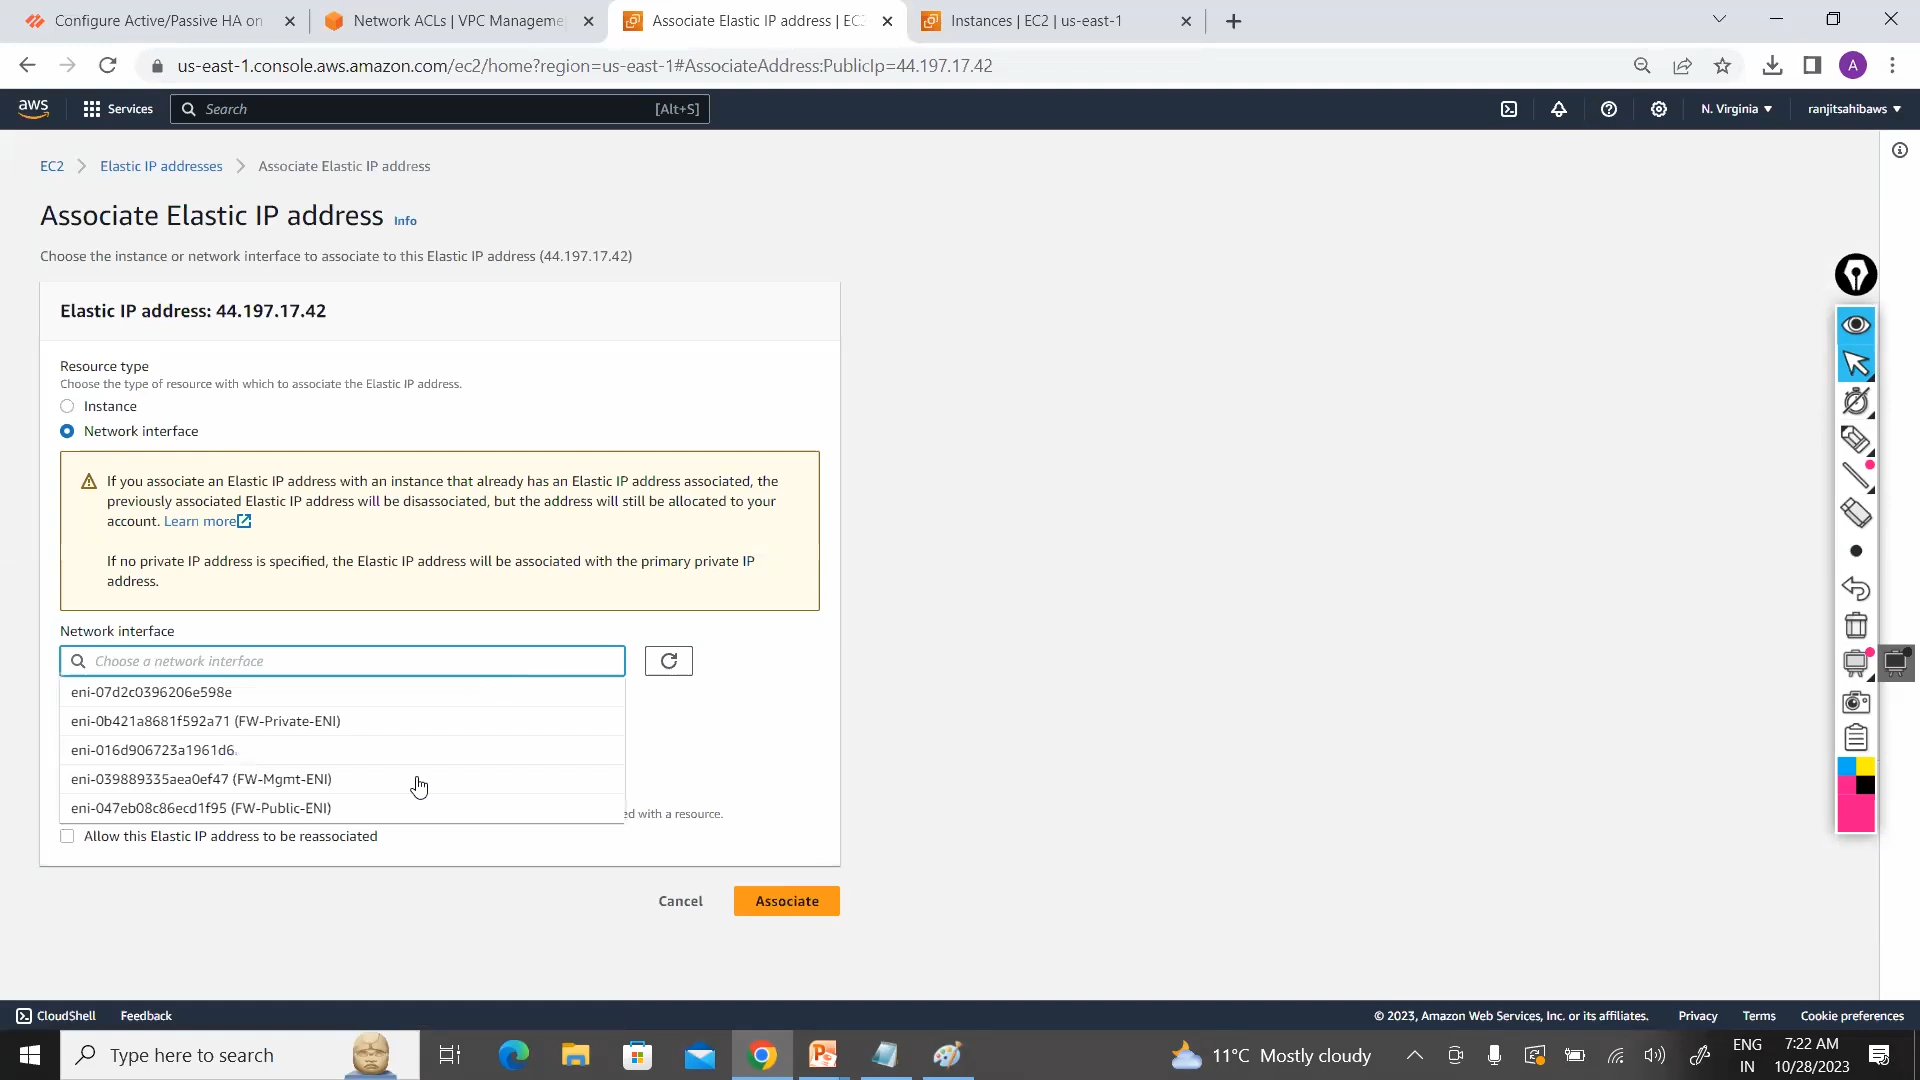 Configure Active/Passive HA on
Network ACLs | VPC Manageme
Associate Elastic IP address | EC2
Instances | EC2 | us-east-1
us-east-1.console.aws.amazon.com/ec2/home?region=us-east-1#AssociateAddress:PublicIp=44.197.17.42
A
aws
Services
Search
[Alt+S]
N. Virginia
ranjitsahibaws
EC2
Elastic IP addresses
Associate Elastic IP address
Associate Elastic IP address
Info
Choose the instance or network interface to associate to this Elastic IP address (44.197.17.42)
Elastic IP address: 44.197.17.42
Resource type
Choose the type of resource with which to associate the Elastic IP address.
Instance
Network interface
If you associate an Elastic IP address with an instance that already has an Elastic IP address associated, the
previously associated Elastic IP address will be disassociated, but the address will still be allocated to your
account. Learn more
If no private IP address is specified, the Elastic IP address will be associated with the primary private IP
address.
Network interface
Choose a network interface
eni-07d2c0396206e598e
eni-0b421a8681f592a71 (FW-Private-ENI)
eni-016d906723a1961d6
eni-039889335aea0ef47 (FW-Mgmt-ENI)
eni-047eb08c86ecd1f95 (FW-Public-ENI)
ed with a resource.
Allow this Elastic IP address to be reassociated
Cancel
Associate
CloudShell
Feedback
© 2023, Amazon Web Services, Inc. or its affiliates.
Privacy
Terms
Cookie preferences
Type here to search
11°C Mostly cloudy
ENG
IN
7:22 AM
10/28/2023